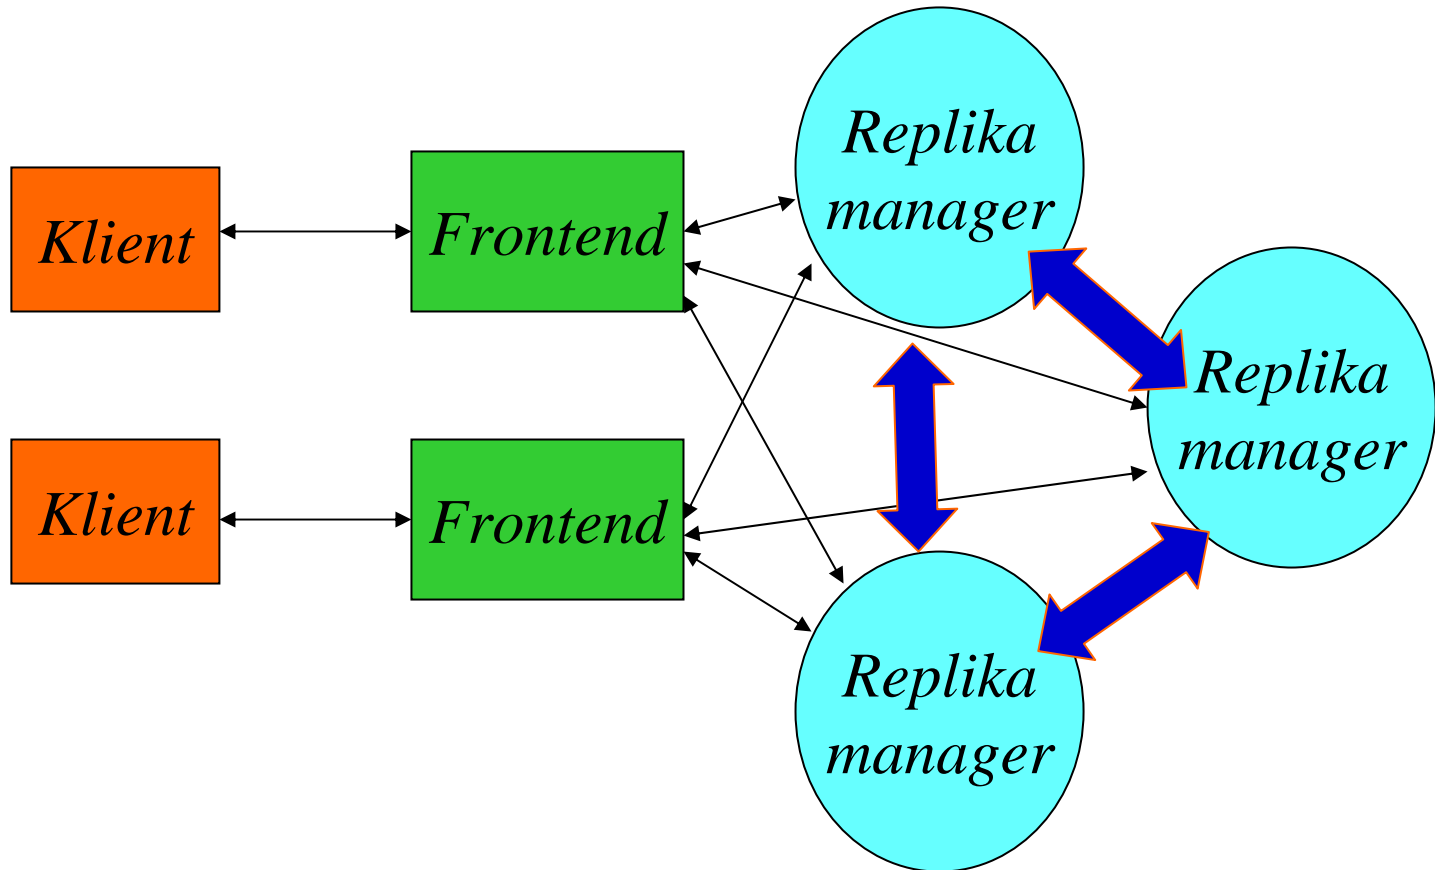 Klient
Frontend
Replika
manager
Klient
Frontend
Replika
manager
Replika
manager